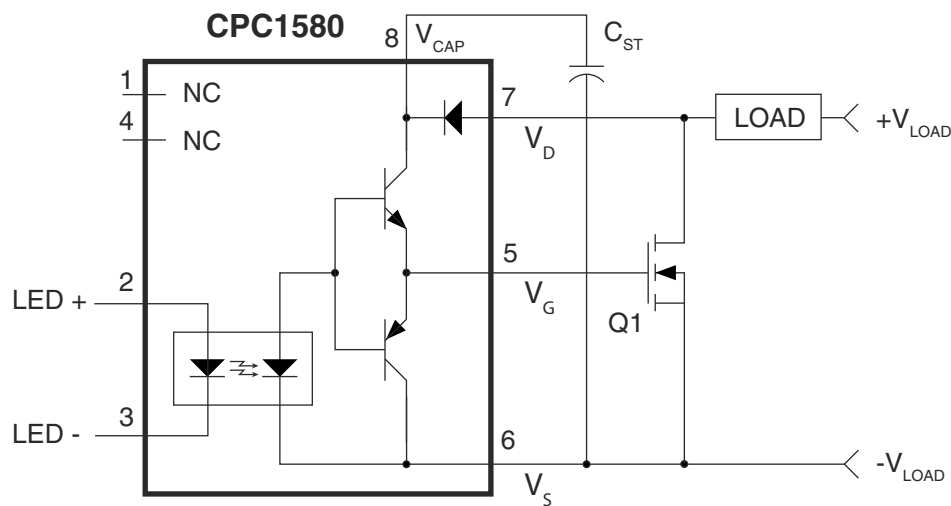 CPC1580
8
V_CAP
C_ST
1
NC
7
4
NC
V_D
LOAD
+V_LOAD
2
LED +
5
V_G
Q1
3
LED -
6
V_S
-V_LOAD